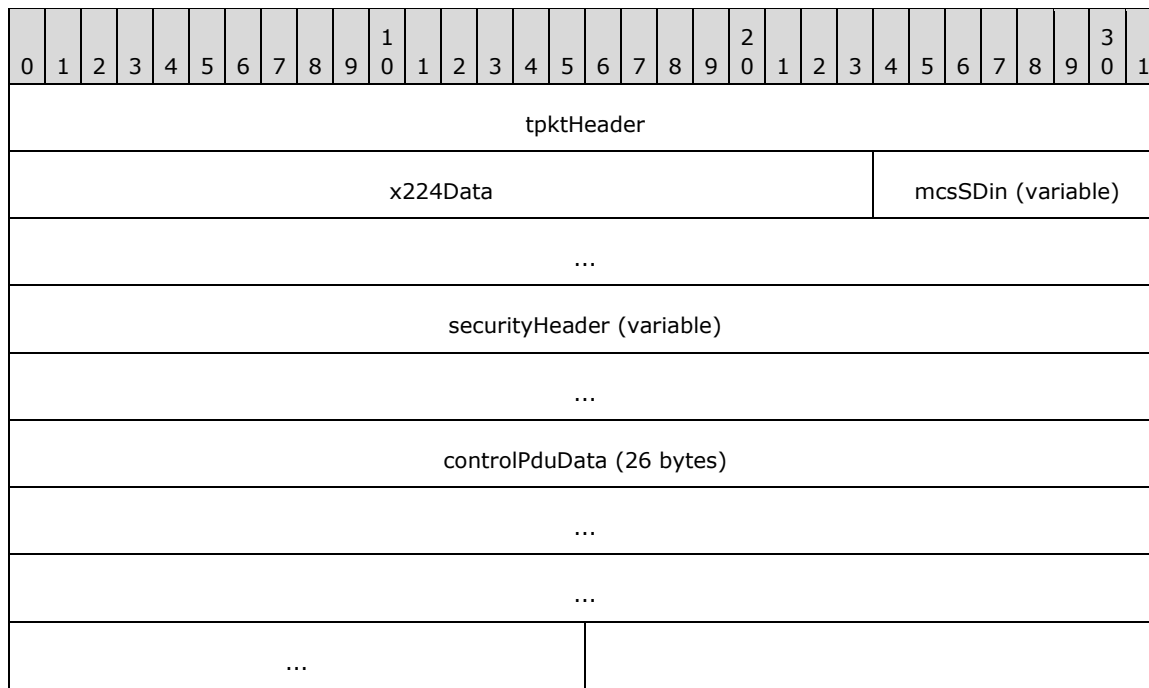 1 2 3
0 1 2 3 4 5 6 7 8 9 0 1 2 3 4 5 6 7 8 9 0 1 2 3 4 5 6 7 8 9 0 1
tpktHeader
x224Data mcsSDin (variable)
...
securityHeader (variable)
...
controlPduData (26 bytes)
...
...
...